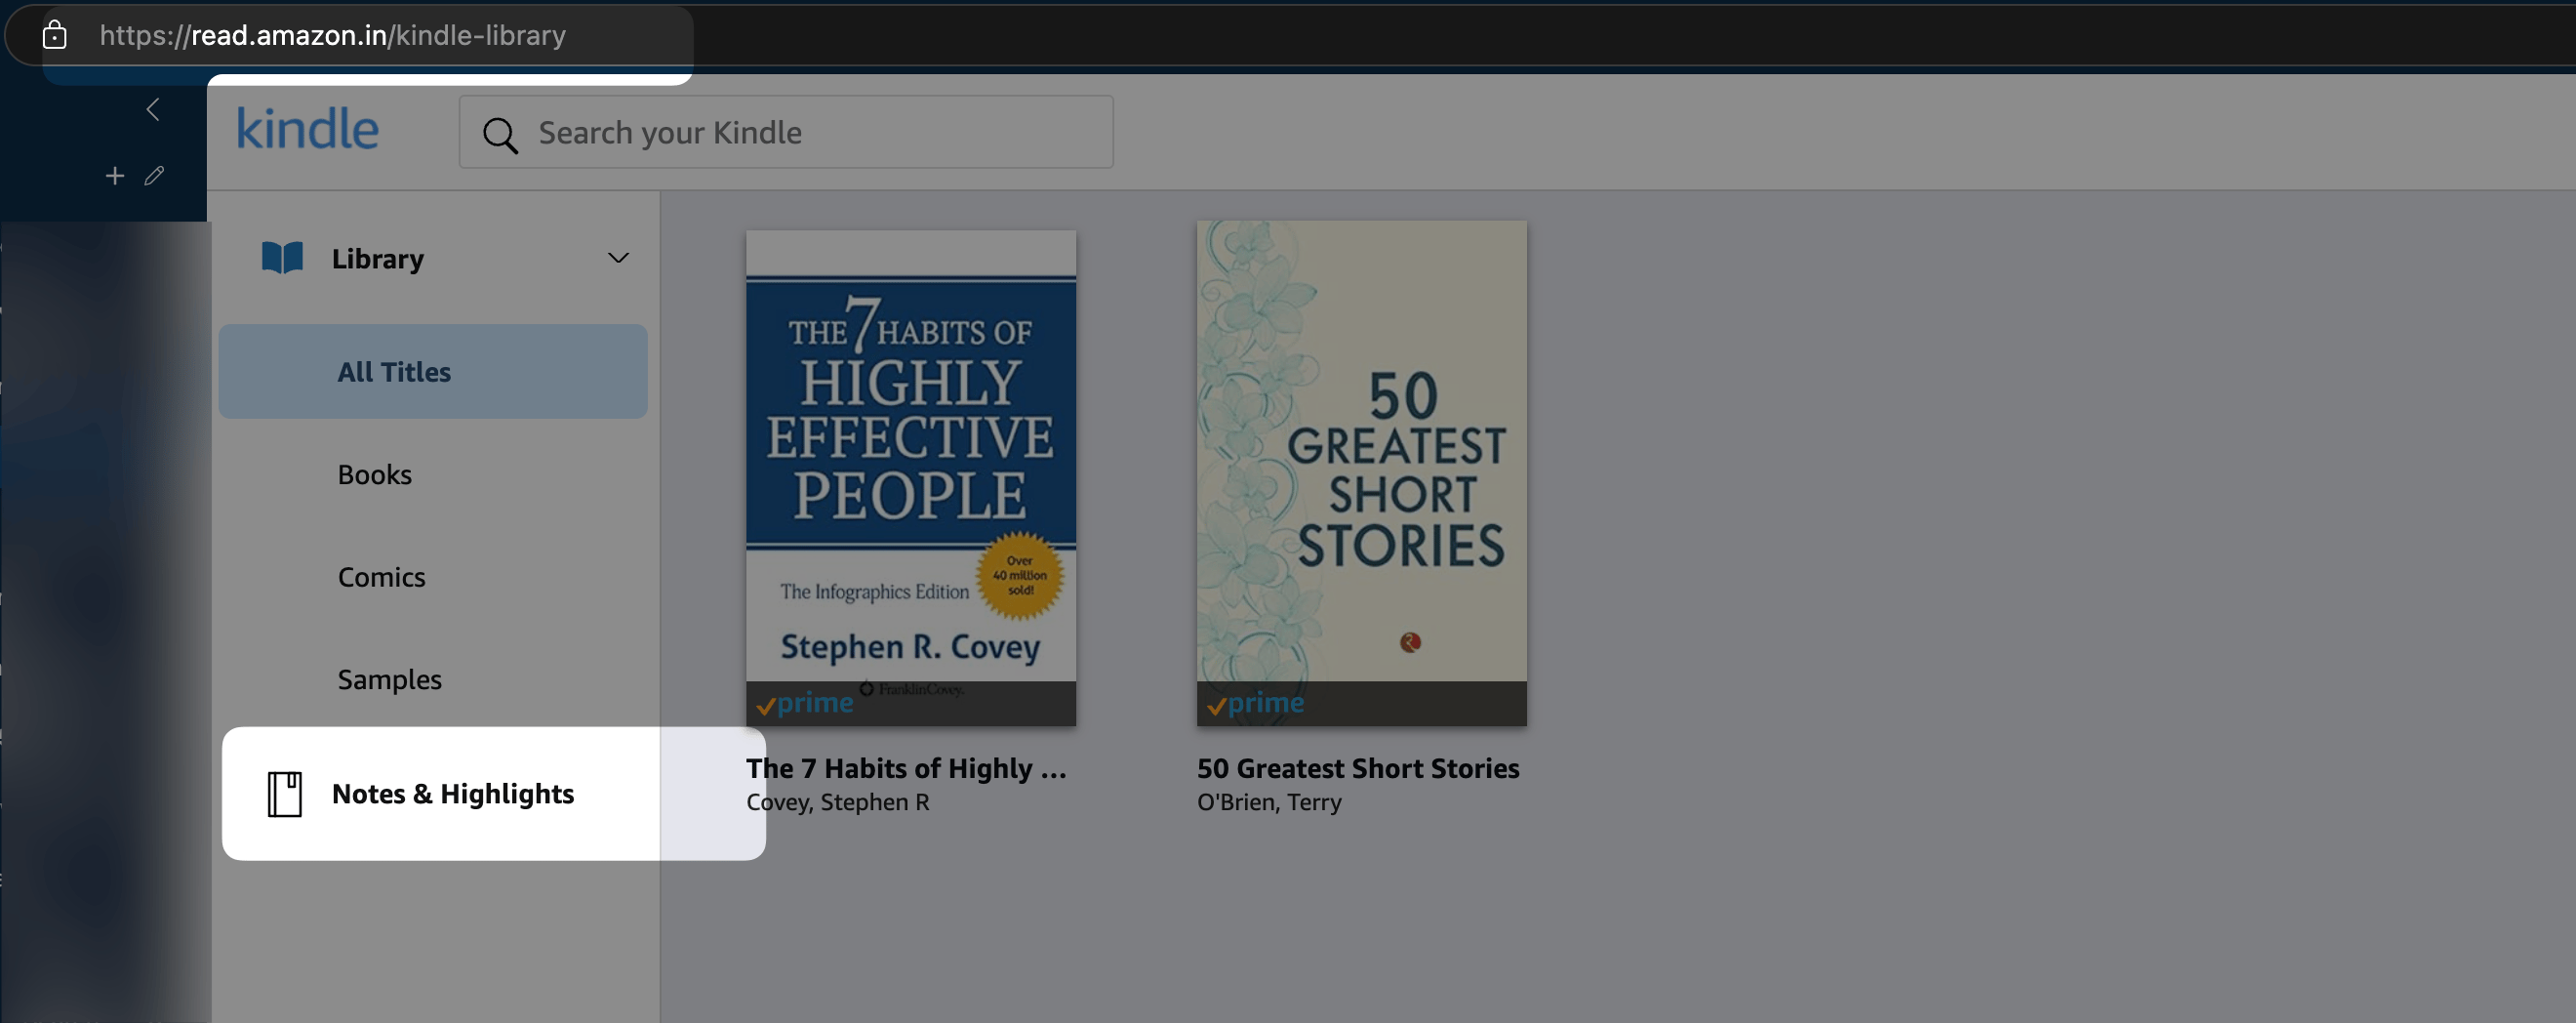 https://read.amazon.in/kindle-library
kindle
Search your Kindle
Library
All Titles
Books
Comics
Samples
Notes & Highlights
THE 7 HABITS OF
HIGHLY
EFFECTIVE
PEOPLE
Over
40 million
sold!
The Infographics Edition
Stephen R. Covey
FranklinCovey.
prime
The 7 Habits of Highly ...
Covey, Stephen R
50
GREATEST
SHORT
STORIES
prime
50 Greatest Short Stories
O'Brien, Terry